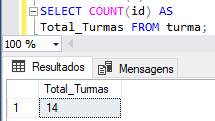 SELECT COUNT(id) AS
Total_Turmas FROM turma;
100 %
Resultados Mensagens
Total_Turmas
1 14